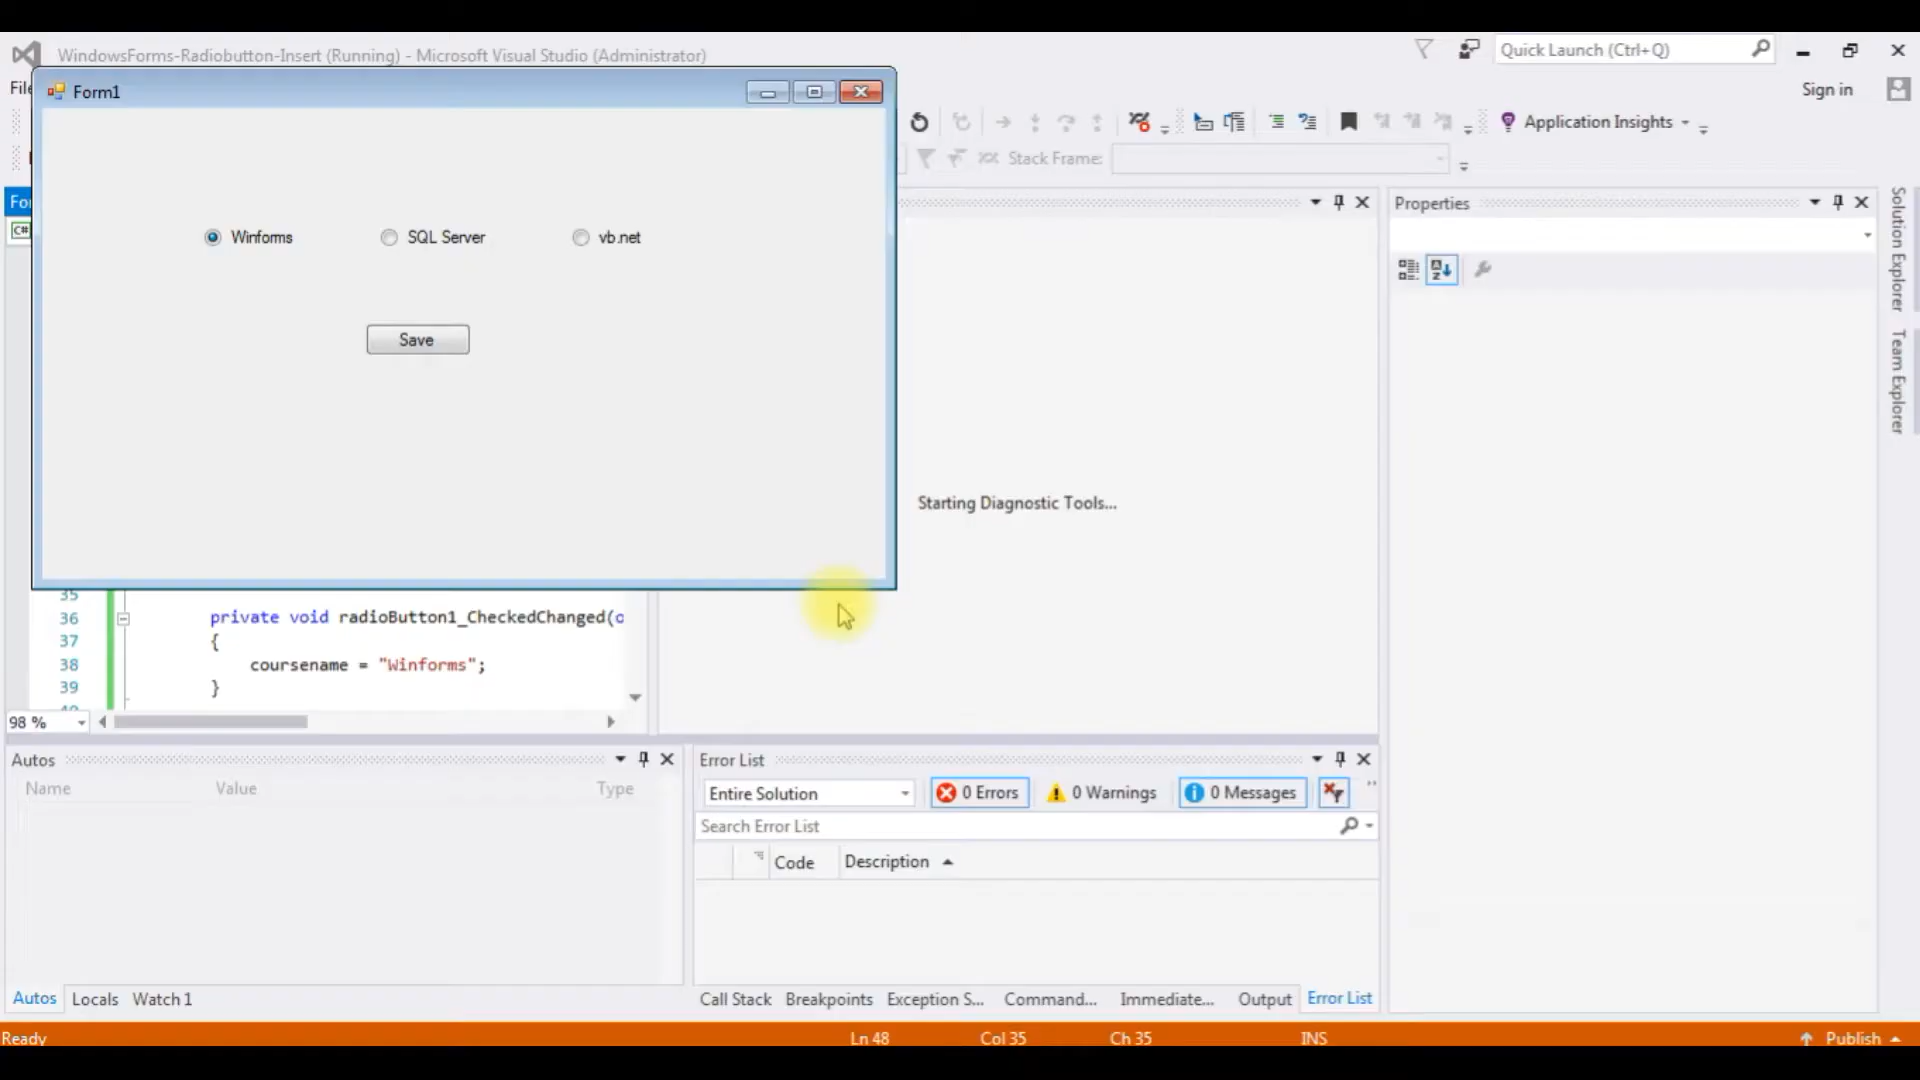 WindowsForms-Radiobutton-Insert (Running) - Microsoft Visual Studio (Administrator)
Quick Launch (Ctrl+Q)
Form1
Sign in
Application Insights
Stack Frame:
Properties
Winforms
SQL Server
vb.net
Save
Solution Explorer
Team Explorer
Starting Diagnostic Tools...
35
36 private void radioButton1_CheckedChanged(o
37 {
38 coursename = "Winforms";
39 }
98 %
Autos
Name Value Type
Error List
Entire Solution
0 Errors
0 Warnings
0 Messages
Search Error List
Code Description
Autos Locals Watch 1
Call Stack Breakpoints Exception S... Command... Immediate... Output Error List
Ready
Ln 48 Col 35 Ch 35 INS
Publish